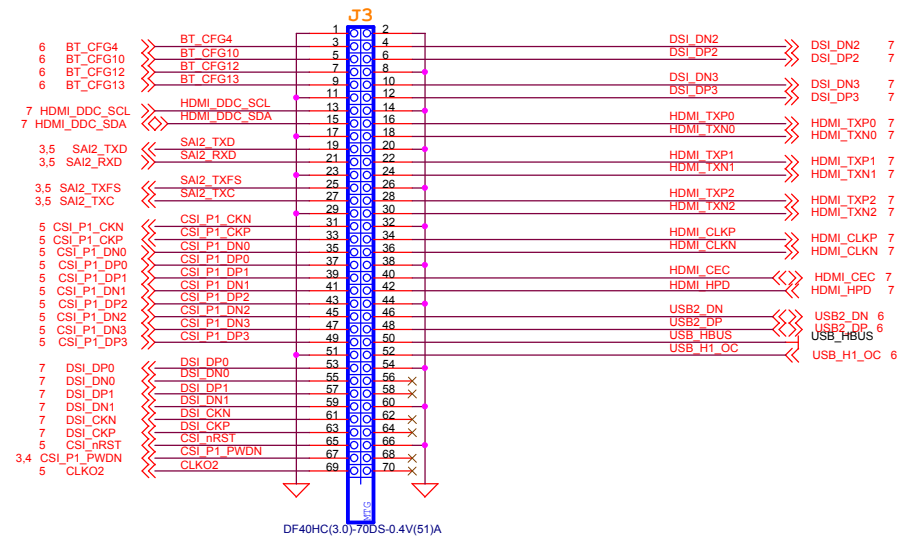 J3
1 2
6 BT_CFG4 BT_CFG4 3 4 DSI_DN2 DSI_DN2 7
6 BT_CFG10 BT_CFG10 5 6 DSI_DP2 DSI_DP2 7
6 BT_CFG12 BT_CFG12 7 8
6 BT_CFG13 BT_CFG13 9 10 DSI_DN3 DSI_DN3 7
11 12 DSI_DP3 DSI_DP3 7
7 HDMI_DDC_SCL HDMI_DDC_SCL 13 14
7 HDMI_DDC_SDA HDMI_DDC_SDA 15 16 HDMI_TXP0 HDMI_TXP0 7
17 18 HDMI_TXN0 HDMI_TXN0 7
3,5 SAI2_TXD SAI2_TXD 19 20
3,5 SAI2_RXD SAI2_RXD 21 22 HDMI_TXP1 HDMI_TXP1 7
23 24 HDMI_TXN1 HDMI_TXN1 7
3,5 SAI2_TXFS SAI2_TXFS 25 26
3,5 SAI2_TXC SAI2_TXC 27 28 HDMI_TXP2 HDMI_TXP2 7
29 30 HDMI_TXN2 HDMI_TXN2 7
5 CSI_P1_CKN CSI_P1_CKN 31 32
5 CSI_P1_CKP CSI_P1_CKP 33 34 HDMI_CLKP HDMI_CLKP 7
5 CSI_P1_DN0 CSI_P1_DN0 35 36 HDMI_CLKN HDMI_CLKN 7
5 CSI_P1_DP0 CSI_P1_DP0 37 38
5 CSI_P1_DP1 CSI_P1_DP1 39 40 HDMI_CEC HDMI_CEC 7
5 CSI_P1_DN1 CSI_P1_DN1 41 42 HDMI_HPD HDMI_HPD 7
5 CSI_P1_DP2 CSI_P1_DP2 43 44
5 CSI_P1_DN2 CSI_P1_DN2 45 46 USB2_DN USB2_DN 6
5 CSI_P1_DN3 CSI_P1_DN3 47 48 USB2_DP USB2_DP 6
5 CSI_P1_DP3 CSI_P1_DP3 49 50 USB_HBUS USB_HBUS
51 52 USB_H1_OC USB_H1_OC 6
7 DSI_DP0 DSI_DP0 53 54
7 DSI_DN0 DSI_DN0 55 56
7 DSI_DP1 DSI_DP1 57 58
7 DSI_DN1 DSI_DN1 59 60
7 DSI_CKN DSI_CKN 61 62
7 DSI_CKP DSI_CKP 63 64
5 CSI_nRST CSI_nRST 65 66
3,4 CSI_P1_PWDN CSI_P1_PWDN 67 68
5 CLKO2 CLKO2 69 70
MTG
DF40HC(3.0)-70DS-0.4V(51)A